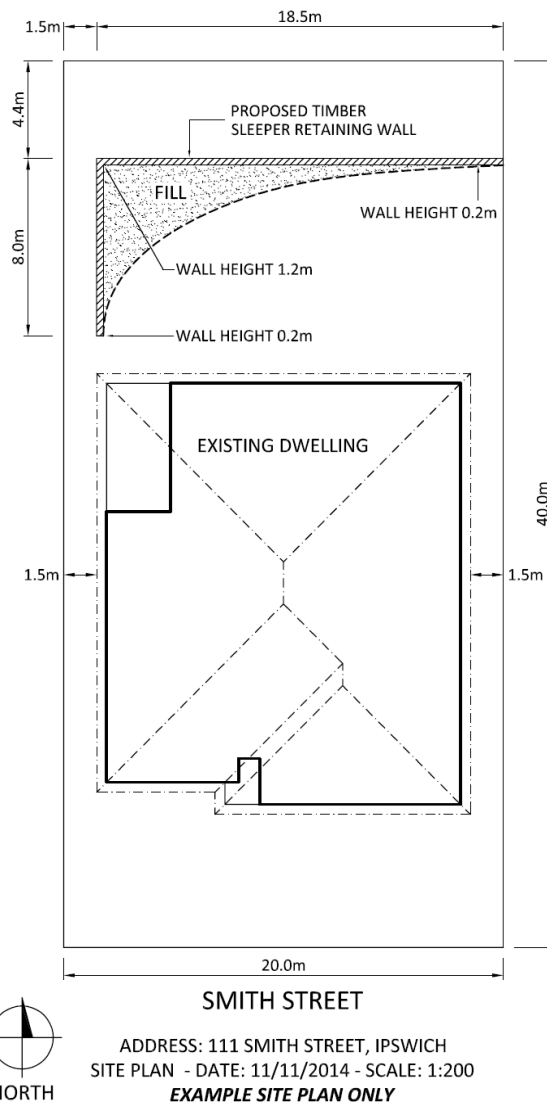 1.5m
18.5m
4.4m
PROPOSED TIMBER
SLEEPER RETAINING WALL
FILL
WALL HEIGHT 0.2m
8.0m
WALL HEIGHT 1.2m
WALL HEIGHT 0.2m
EXISTING DWELLING
40.0m
1.5m
1.5m
20.0m
SMITH STREET
ADDRESS: 111 SMITH STREET, IPSWICH
SITE PLAN - DATE: 11/11/2014 - SCALE: 1:200
EXAMPLE SITE PLAN ONLY
NORTH